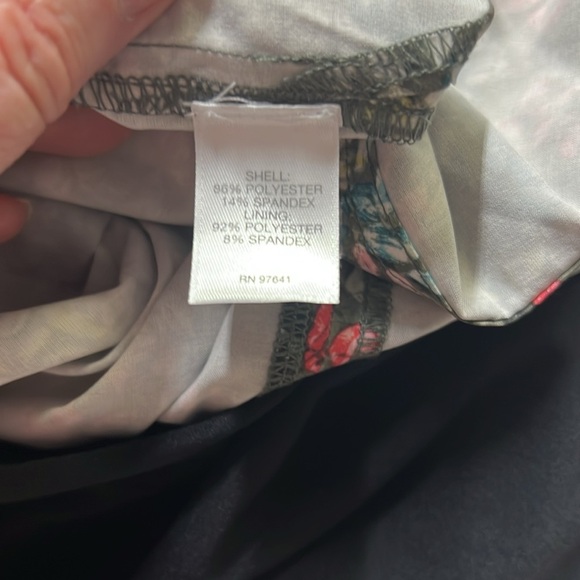 SHELL:
86% POLYESTER
14% SPANDEX
LINING:
92% POLYESTER
8% SPANDEX
RN 97641